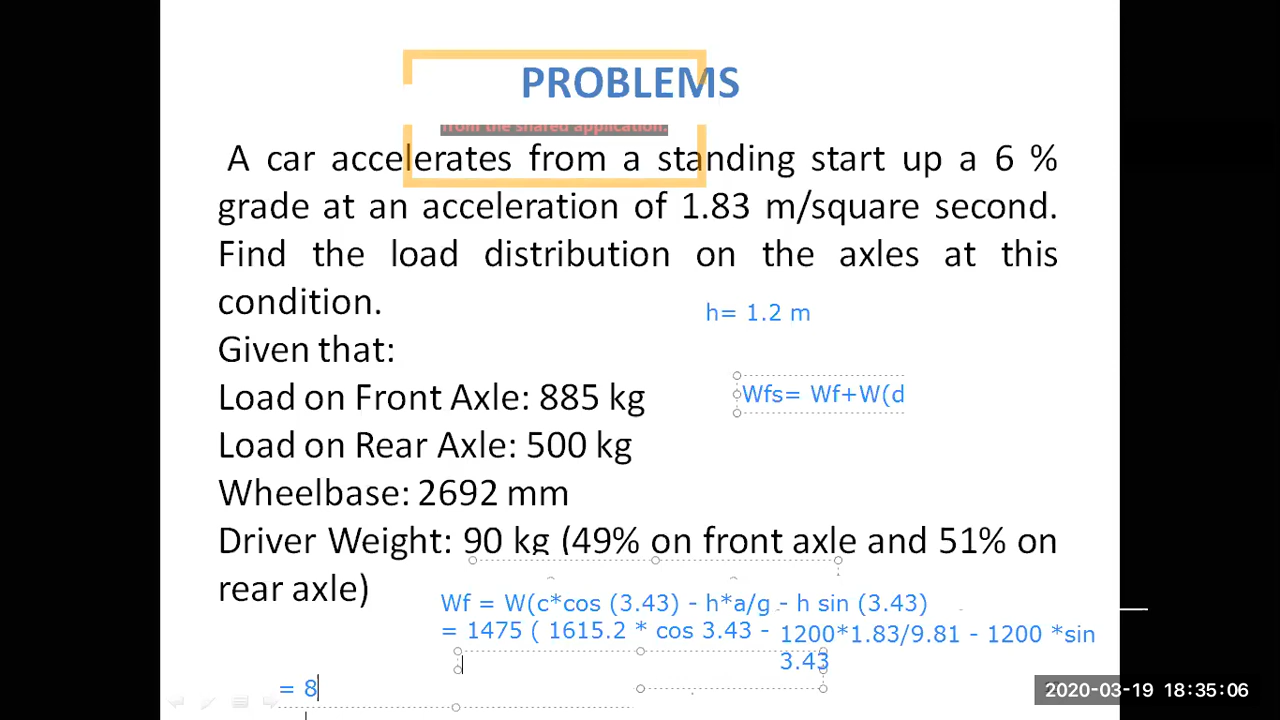 PROBLEMS
from the shared application.
A car accelerates from a standing start up a 6 %
grade at an acceleration of 1.83 m/square second.
Find the load distribution on the axles at this
condition.
h= 1.2 m
Given that:
Load on Front Axle: 885 kg
Wfs= Wf+W(d
Load on Rear Axle: 500 kg
Wheelbase: 2692 mm
Driver Weight: 90 kg (49% on front axle and 51% on
rear axle)
Wf = W(c*cos (3.43) - h*a/g - h sin (3.43)
= 1475 ( 1615.2 * cos 3.43 - 1200*1.83/9.81 - 1200 *sin
3.43
= 8
2020-03-19 18:35:06